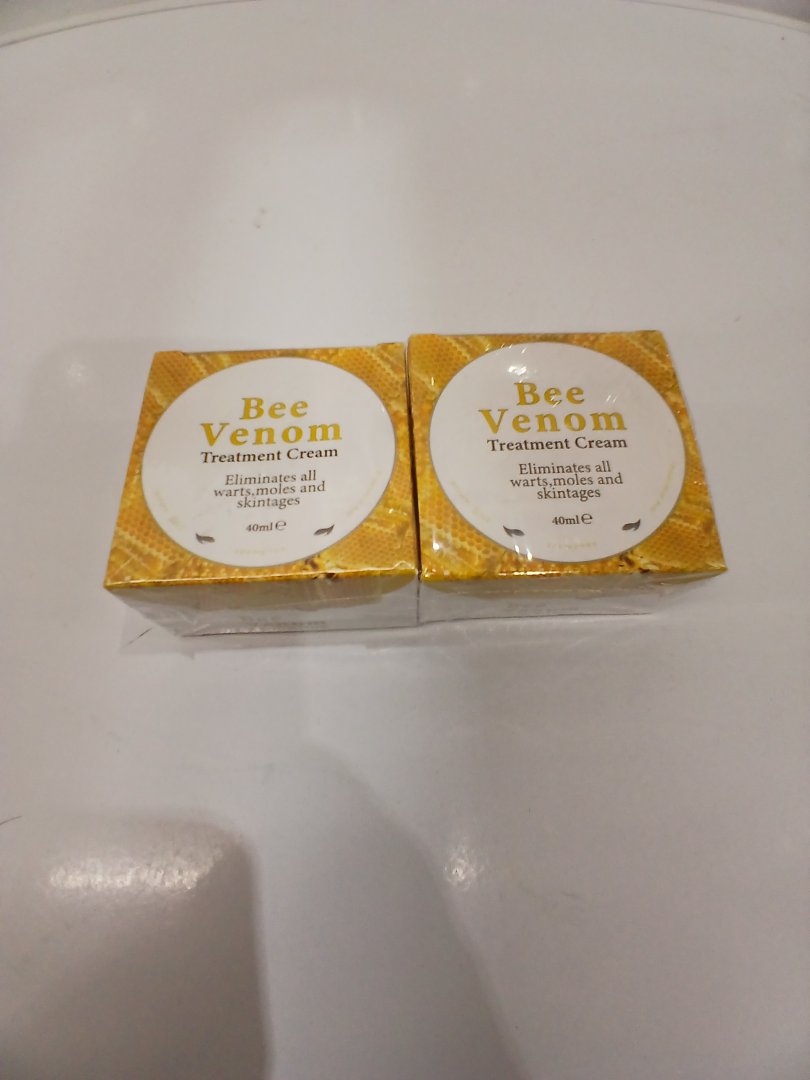 Bee
Venom
Treatment Cream
Eliminates all
warts,moles and
skintages
40ml℮
Bee
Venom
Treatment Cream
Eliminates all
warts,moles and
skintages
40ml℮